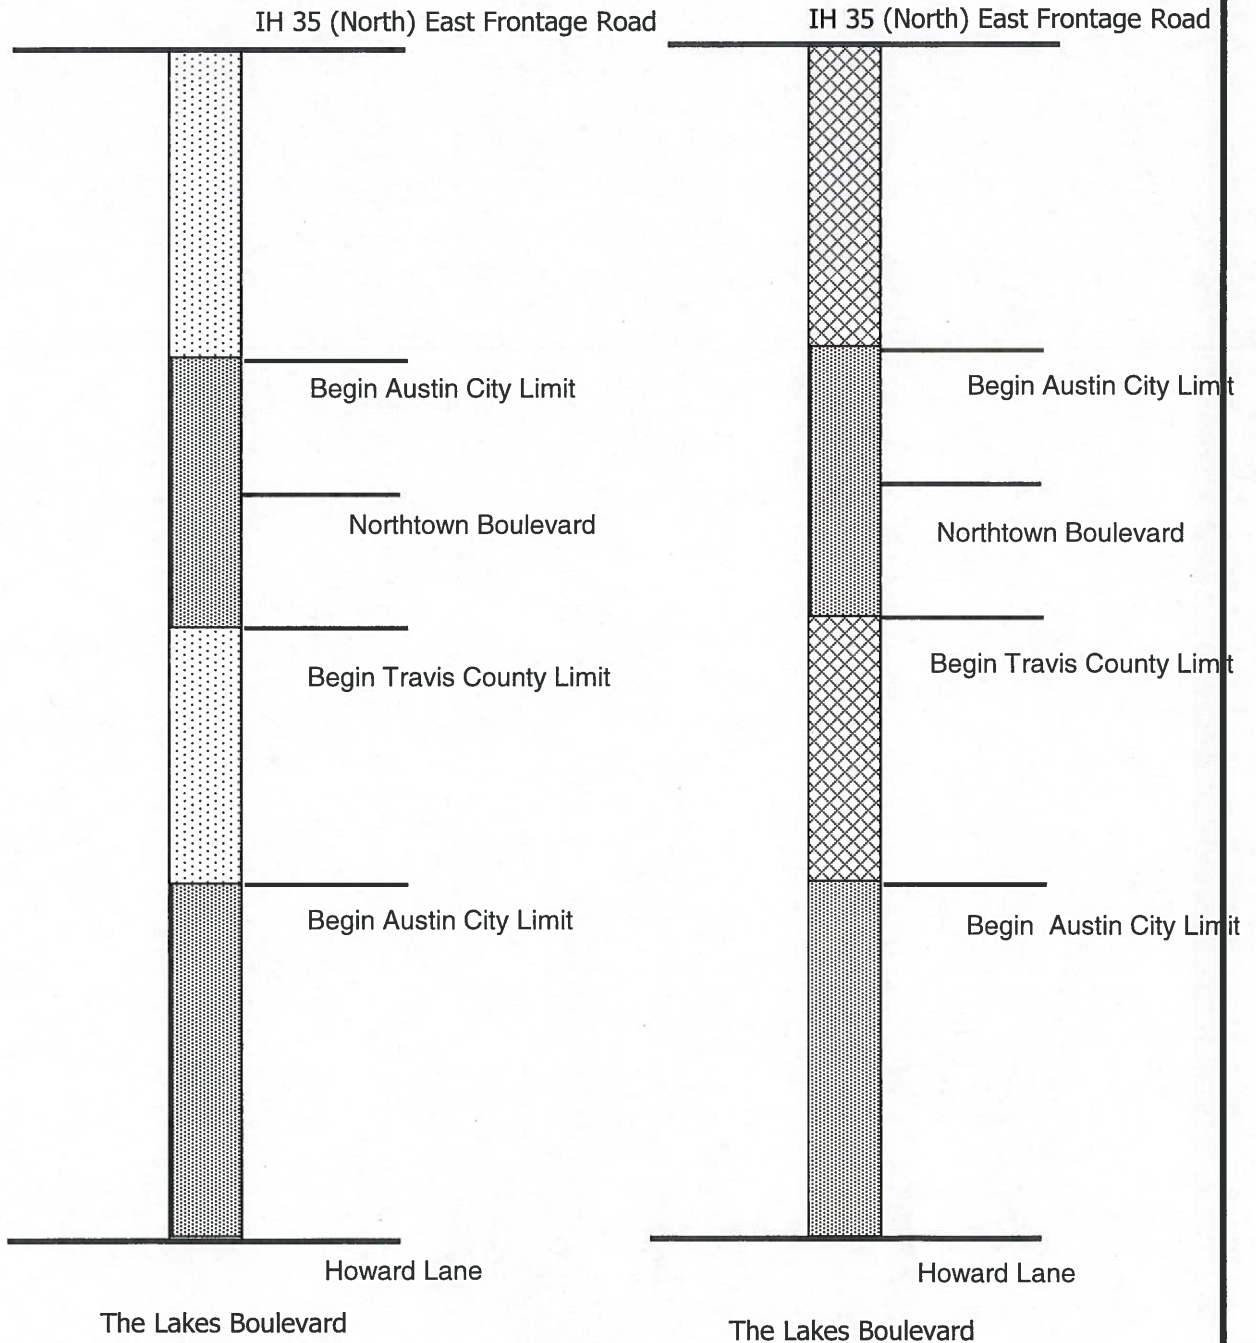 IH 35 (North) East Frontage Road
Begin Austin City Limit
Northtown Boulevard
Begin Travis County Limit
Begin Austin City Limit
Howard Lane
The Lakes Boulevard
IH 35 (North) East Frontage Road
Begin Austin City Limit
Northtown Boulevard
Begin Travis County Limit
Begin Austin City Limit
Howard Lane
The Lakes Boulevard